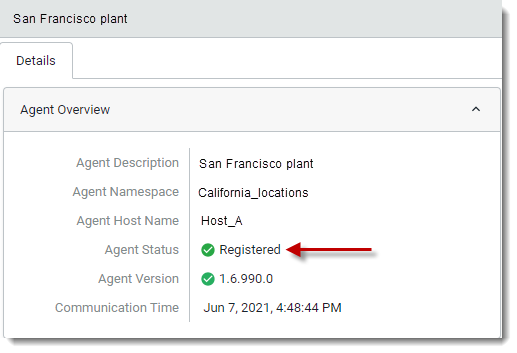 San Francisco plant
Details
Agent Overview
Agent Description San Francisco plant
Agent Namespace California_locations
Agent Host Name Host_A
Agent Status Registered
Agent Version 1.6.990.0
Communication Time Jun 7, 2021, 4:48:44 PM